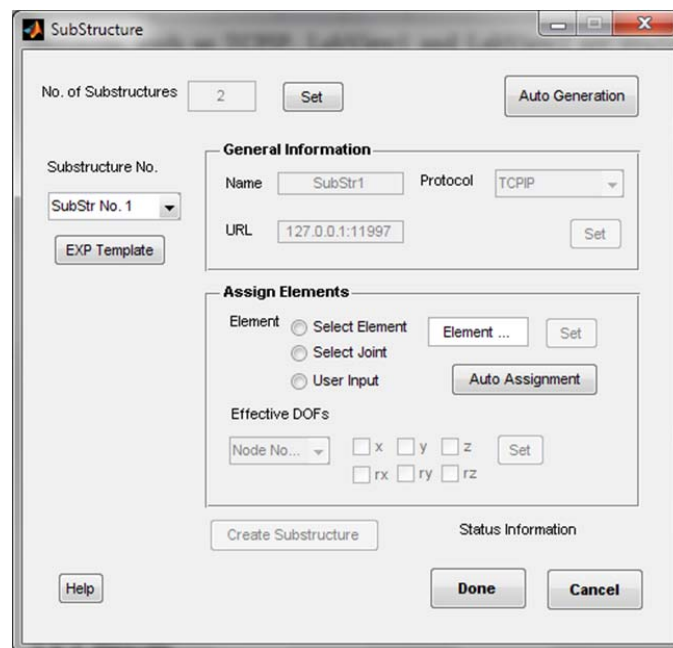 SubStructure
No. of Substructures 2 Set Auto Generation
Substructure No.
SubStr No. 1
EXP Template
General Information
Name SubStr1 Protocol TCPIP
URL 127.0.0.1:11997 Set
Assign Elements
Element Select Element Element ... Set
Select Joint
User Input Auto Assignment
Effective DOFs
Node No... x y z Set
rx ry rz
Create Substructure Status Information
Help Done Cancel